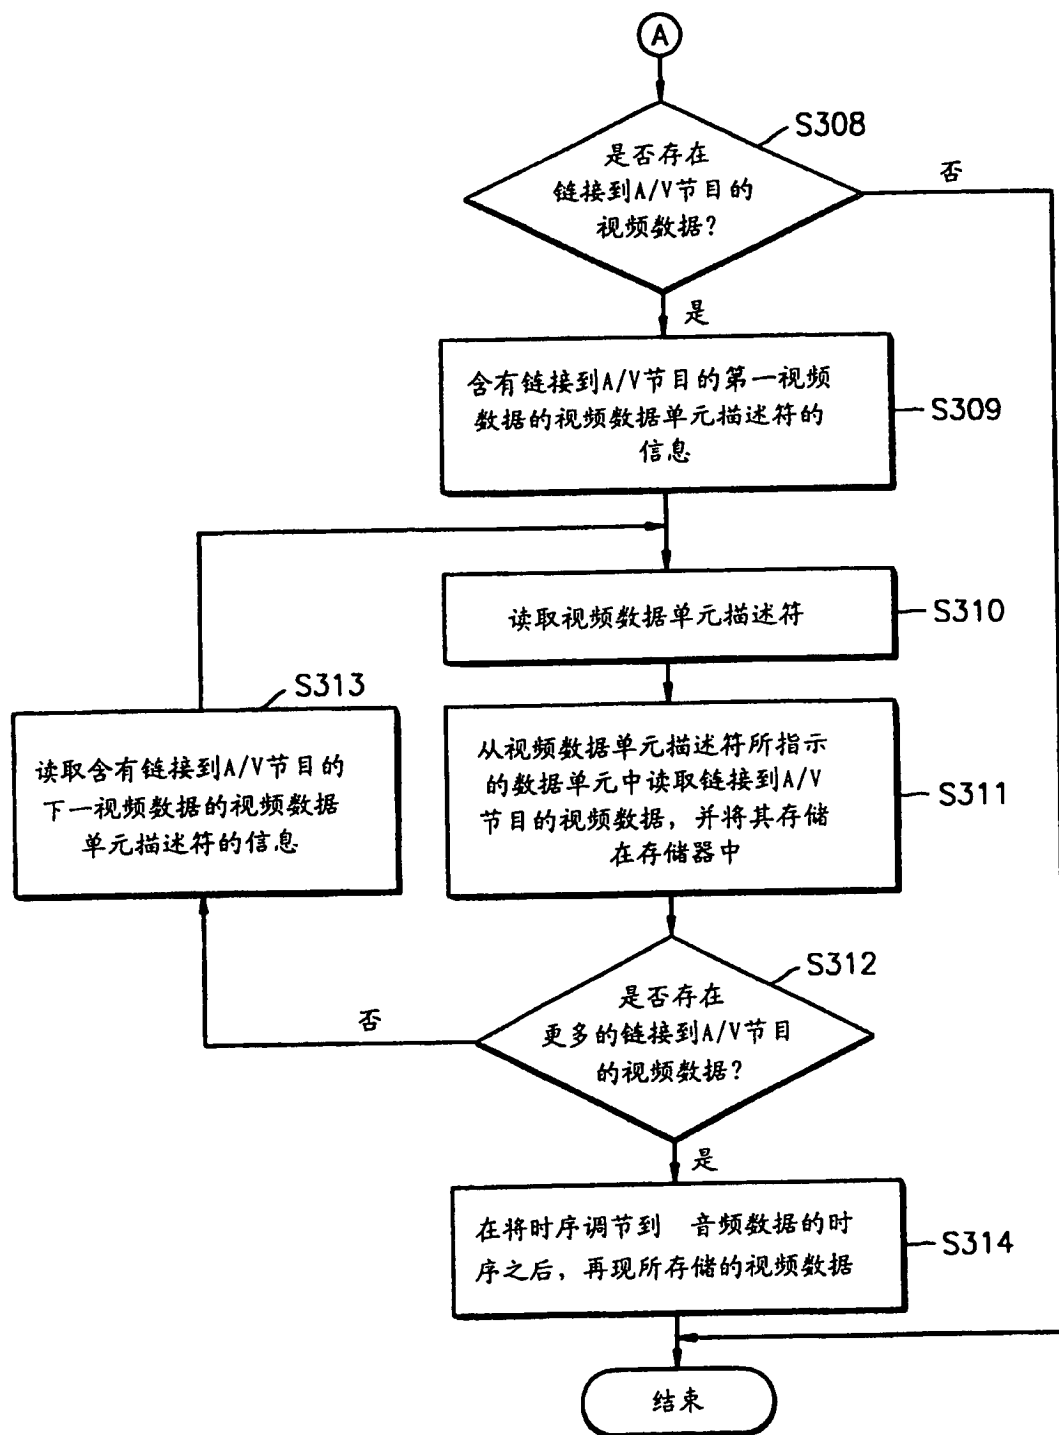 A
S308
是否存在
链接到A/V节目的
视频数据?
否
是
含有链接到A/V节目的第一视频
数据的视频数据单元描述符的
信息
S309
读取视频数据单元描述符
S310
S313
读取含有链接到A/V节目的
下一视频数据的视频数据
单元描述符的信息
从视频数据单元描述符所指示
的数据单元中读取链接到A/V
节目的视频数据，并将其存储
在存储器中
S311
S312
是否存在
更多的链接到A/V节目
的视频数据?
否
是
在将时序调节到 音频数据的时
序之后，再现所存储的视频数据
S314
结束